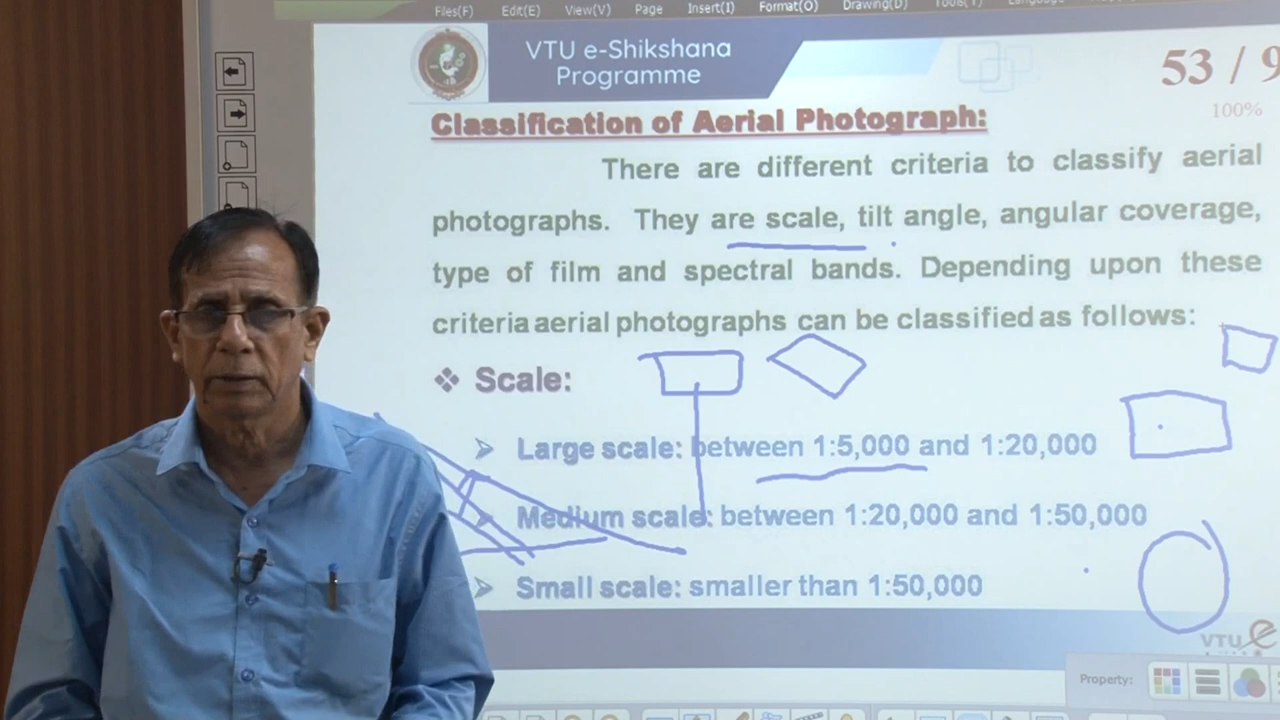 Files(F) Edit(E) View(V) Page Insert(I) Format(O) Drawing(D) Tools(T) Language
VTU e-Shikshana
Programme
53 / 9
100%
Classification of Aerial Photograph:
There are different criteria to classify aerial
photographs. They are scale, tilt angle, angular coverage,
type of film and spectral bands. Depending upon these
criteria aerial photographs can be classified as follows:
❖ Scale:
➢ Large scale: between 1:5,000 and 1:20,000
➢ Medium scale: between 1:20,000 and 1:50,000
➢ Small scale: smaller than 1:50,000
VTU e
Property: